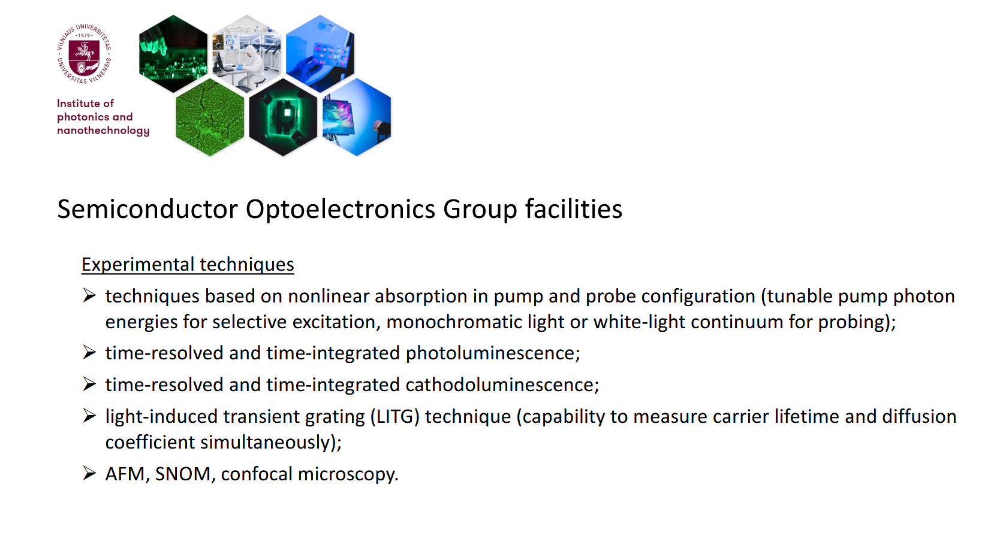 VILNIAUS UNIVERSITETAS
· 1579 ·
UNIVERSITAS VILNENSIS
Institute of
photonics and
nanothechnology
Semiconductor Optoelectronics Group facilities
Experimental techniques
➢ techniques based on nonlinear absorption in pump and probe configuration (tunable pump photon
energies for selective excitation, monochromatic light or white-light continuum for probing);
➢ time-resolved and time-integrated photoluminescence;
➢ time-resolved and time-integrated cathodoluminescence;
➢ light-induced transient grating (LITG) technique (capability to measure carrier lifetime and diffusion
coefficient simultaneously);
➢ AFM, SNOM, confocal microscopy.